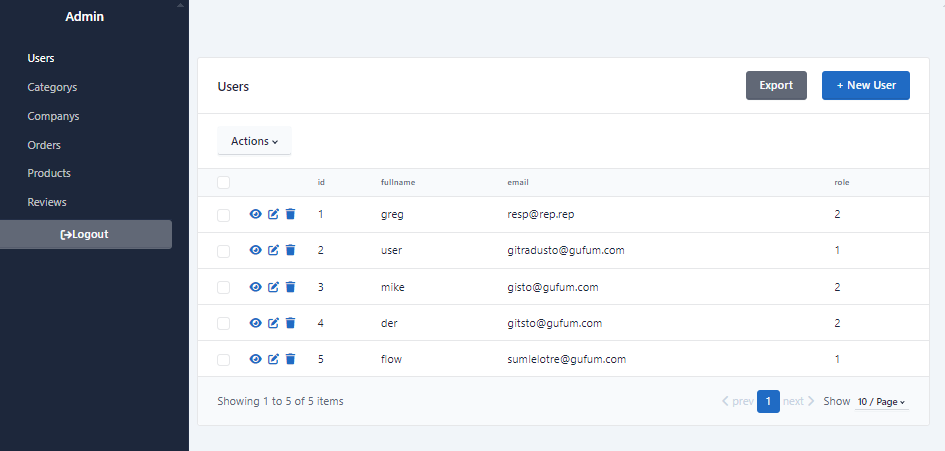 Admin
Users
Categorys
Companys
Orders
Products
Reviews
Logout
Users
Export
+ New User
Actions
id fullname email role
1 greg resp@rep.rep 2
2 user gitradusto@gufum.com 1
3 mike gisto@gufum.com 2
4 der gitsto@gufum.com 2
5 flow sumlelotre@gufum.com 1
Showing 1 to 5 of 5 items
prev 1 next Show 10 / Page